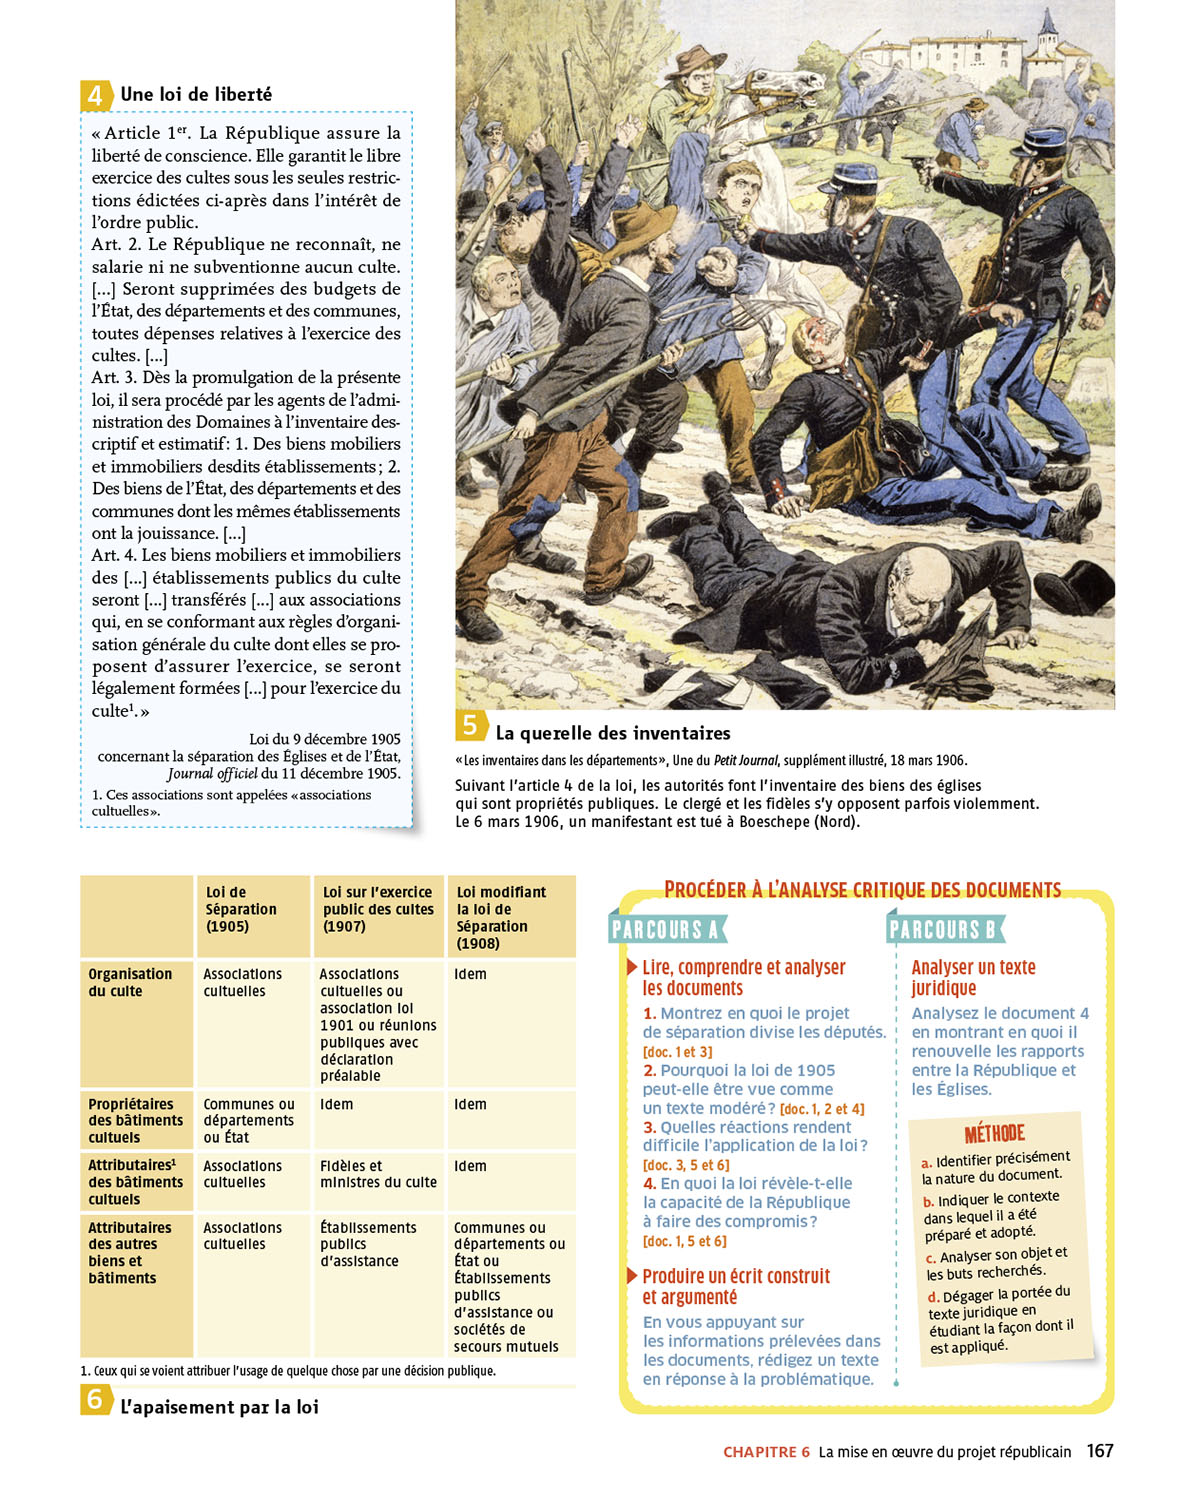 4 Une loi de liberté
« Article 1er. La République assure la
liberté de conscience. Elle garantit le libre
exercice des cultes sous les seules restric-
tions édictées ci-après dans l'intérêt de
l'ordre public.
Art. 2. Le République ne reconnaît, ne
salarie ni ne subventionne aucun culte.
[...] Seront supprimées des budgets de
l'État, des départements et des communes,
toutes dépenses relatives à l'exercice des
cultes. [...]
Art. 3. Dès la promulgation de la présente
loi, il sera procédé par les agents de l'admi-
nistration des Domaines à l'inventaire des-
criptif et estimatif : 1. Des biens mobiliers
et immobiliers desdits établissements ; 2.
Des biens de l'État, des départements et des
communes dont les mêmes établissements
ont la jouissance. [...]
Art. 4. Les biens mobiliers et immobiliers
des [...] établissements publics du culte
seront [...] transférés [...] aux associations
qui, en se conformant aux règles d'organi-
sation générale du culte dont elles se pro-
posent d'assurer l'exercice, se seront
légalement formées [...] pour l'exercice du
culte¹. »
Loi du 9 décembre 1905
concernant la séparation des Églises et de l'État,
Journal officiel du 11 décembre 1905.
1. Ces associations sont appelées «associations
cultuelles».
5 La querelle des inventaires
«Les inventaires dans les départements», Une du Petit Journal, supplément illustré, 18 mars 1906.
Suivant l'article 4 de la loi, les autorités font l'inventaire des biens des églises
qui sont propriétés publiques. Le clergé et les fidèles s'y opposent parfois violemment.
Le 6 mars 1906, un manifestant est tué à Boeschepe (Nord).
Loi de
Séparation
(1905)
Loi sur l'exercice
public des cultes
(1907)
Loi modifiant
la loi de
Séparation
(1908)
Organisation
du culte
Associations
cultuelles
Associations
cultuelles ou
association loi
1901 ou réunions
publiques avec
déclaration
préalable
Idem
Propriétaires
des bâtiments
cultuels
Communes ou
départements
ou État
Idem
Idem
Attributaires¹
des bâtiments
cultuels
Associations
cultuelles
Fidèles et
ministres du culte
Idem
Attributaires
des autres
biens et
bâtiments
Associations
cultuelles
Établissements
publics
d'assistance
Communes ou
départements ou
État ou
Établissements
publics
d'assistance ou
sociétés de
secours mutuels
1. Ceux qui se voient attribuer l'usage de quelque chose par une décision publique.
6 L'apaisement par la loi
PROCÉDER À L'ANALYSE CRITIQUE DES DOCUMENTS
PARCOURS A
Lire, comprendre et analyser
les documents
1. Montrez en quoi le projet
de séparation divise les députés.
[doc. 1 et 3]
2. Pourquoi la loi de 1905
peut-elle être vue comme
un texte modéré ? [doc. 1, 2 et 4]
3. Quelles réactions rendent
difficile l'application de la loi ?
[doc. 3, 5 et 6]
4. En quoi la loi révèle-t-elle
la capacité de la République
à faire des compromis ?
[doc. 1, 5 et 6]
Produire un écrit construit
et argumenté
En vous appuyant sur
les informations prélevées dans
les documents, rédigez un texte
en réponse à la problématique.
PARCOURS B
Analyser un texte
juridique
Analysez le document 4
en montrant en quoi il
renouvelle les rapports
entre la République et
les Églises.
MÉTHODE
a. Identifier précisément
la nature du document.
b. Indiquer le contexte
dans lequel il a été
préparé et adopté.
c. Analyser son objet et
les buts recherchés.
d. Dégager la portée du
texte juridique en
étudiant la façon dont il
est appliqué.
CHAPITRE 6 La mise en œuvre du projet républicain 167